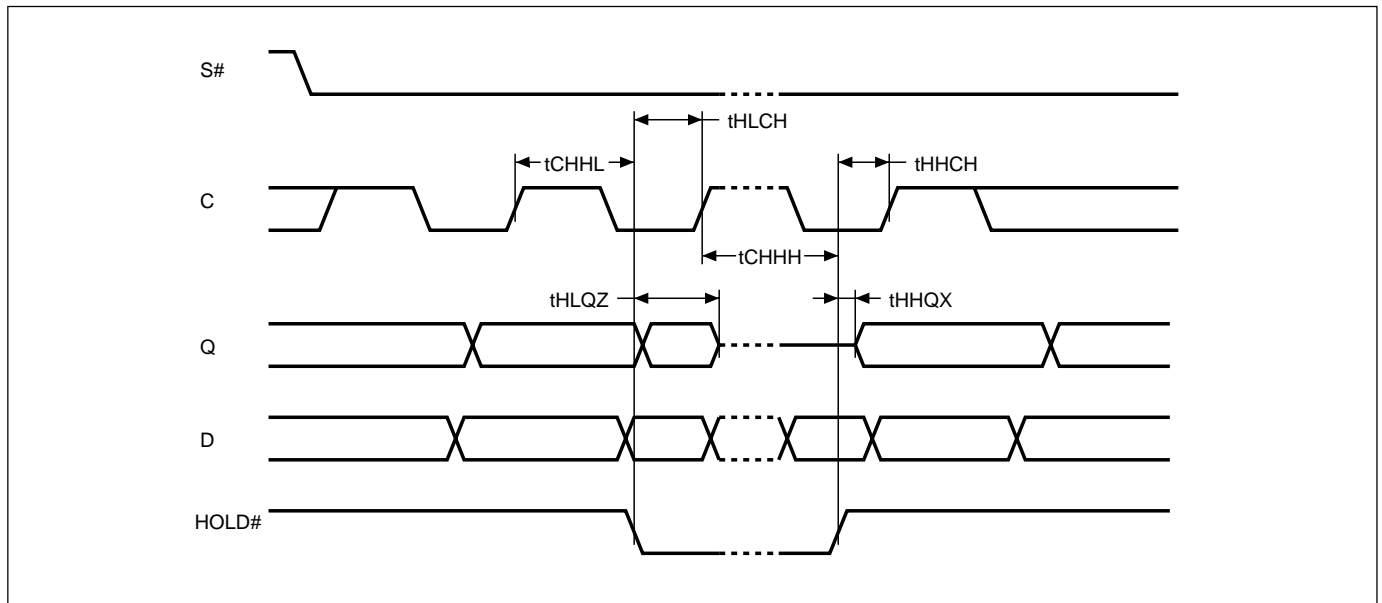 S#
tHLCH
tCHHL
tHHCH
C
tCHHH
tHLQZ
tHHQX
Q
D
HOLD#